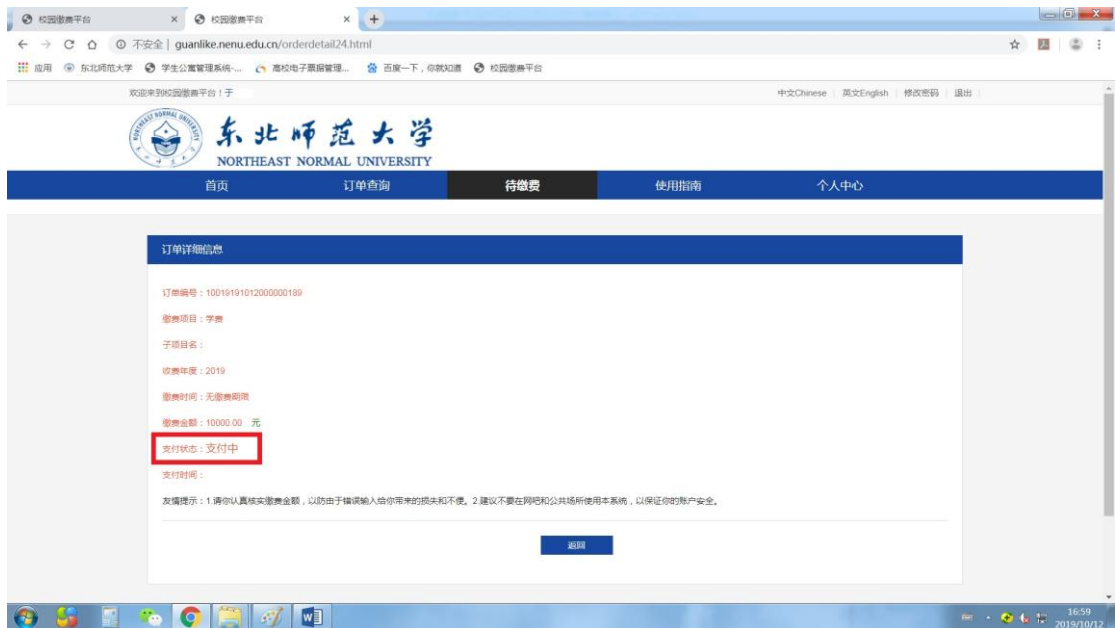 校园缴费平台
校园缴费平台
不安全 | guanlike.nenu.edu.cn/orderdetail24.html
应用 东北师范大学 学生公寓管理系统-... 高校电子票据管理... 百度一下，你就知道 校园缴费平台
欢迎来到校园缴费平台！于 中文Chinese 英文English 修改密码 退出
东北师范大学
NORTHEAST NORMAL UNIVERSITY
首页 订单查询 待缴费 使用指南 个人中心
订单详细信息
订单编号：10019191012000000189
缴费项目：学费
子项目名：
收费年度：2019
缴费时间：无缴费期限
缴费金额：10000.00 元
支付状态：支付中
支付时间：
友情提示：1.请你认真核实缴费金额，以防由于错误输入给你带来的损失和不便。2.建议不要在网吧和公共场所使用本系统，以保证你的账户安全。
返回
16:59
2019/10/12